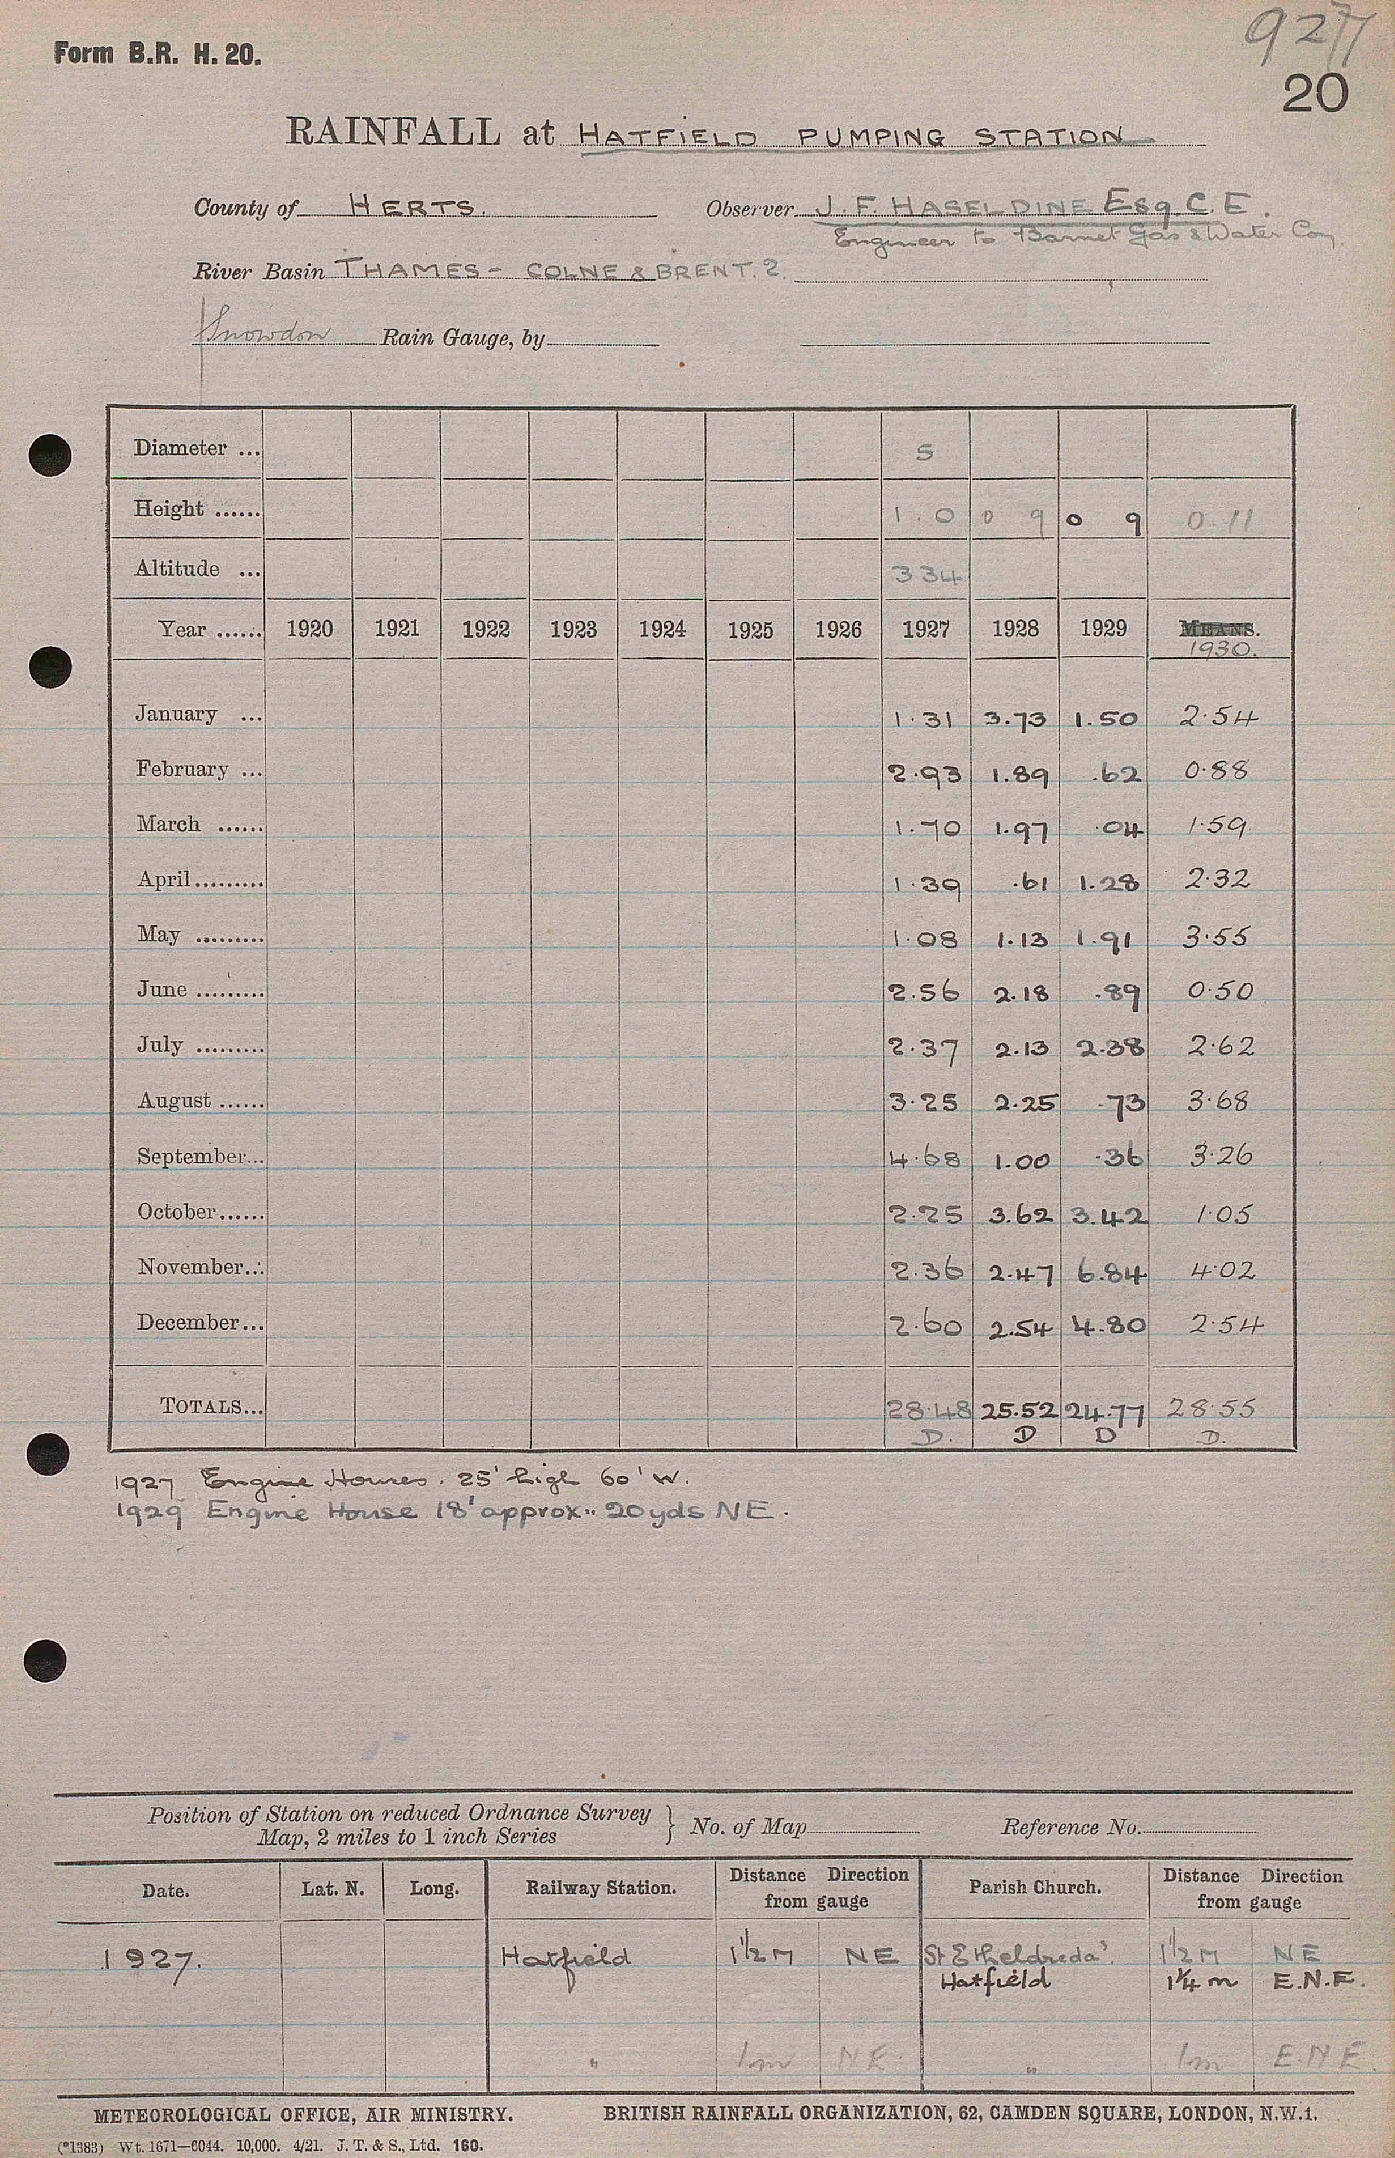 927
Form B.R. H. 20.
20
RAINFALL at HATFIELD PUMPING STATION
County of HERTS. Observer J. F. HASELDINE Esq. C. E.
Engineer to Barnet Gas & Water Coy.
River Basin THAMES - COLNE & BRENT. 2.
Snowdon Rain Gauge, by
Diameter ... 5
Height ...... 1.0 0 9 0 9 0 11
Altitude ... 334
Year ...... 1920 1921 1922 1923 1924 1925 1926 1927 1928 1929 MEANS.
1930.
January ... 1.31 3.73 1.50 2.54
February ... 2.93 1.89 .62 0.88
March ...... 1.70 1.97 .04 1.59
April......... 1.39 .61 1.28 2.32
May ......... 1.08 1.13 1.91 3.55
June ......... 2.56 2.18 .89 0.50
July ......... 2.37 2.13 2.38 2.62
August ...... 3.25 2.25 .73 3.68
September... 4.68 1.00 .36 3.26
October...... 2.25 3.62 3.42 1.05
November... 2.36 2.47 6.84 4.02
December... 2.60 2.54 4.80 2.54
TOTALS... 28.48 25.52 24.77 28.55
D. D D D.
1927 Engine Houses. 25' high 60' W.
1929 Engine House 18' approx.. 20 yds NE.
Position of Station on reduced Ordnance Survey } No. of Map Reference No.
Map, 2 miles to 1 inch Series
Date. Lat. N. Long. Railway Station. Distance Direction from gauge Parish Church. Distance Direction from gauge
1927. Hatfield 1½ M NE St Etheldreda's. 1½ M NE
Hatfield 1¼ m E.N.E.
" 1m NE. " 1m E.N.E.
METEOROLOGICAL OFFICE, AIR MINISTRY. BRITISH RAINFALL ORGANIZATION, 62, CAMDEN SQUARE, LONDON, N.W.1.
(*1383) Wt. 1671—6044. 10,000. 4/21. J. T. & S., Ltd. 160.